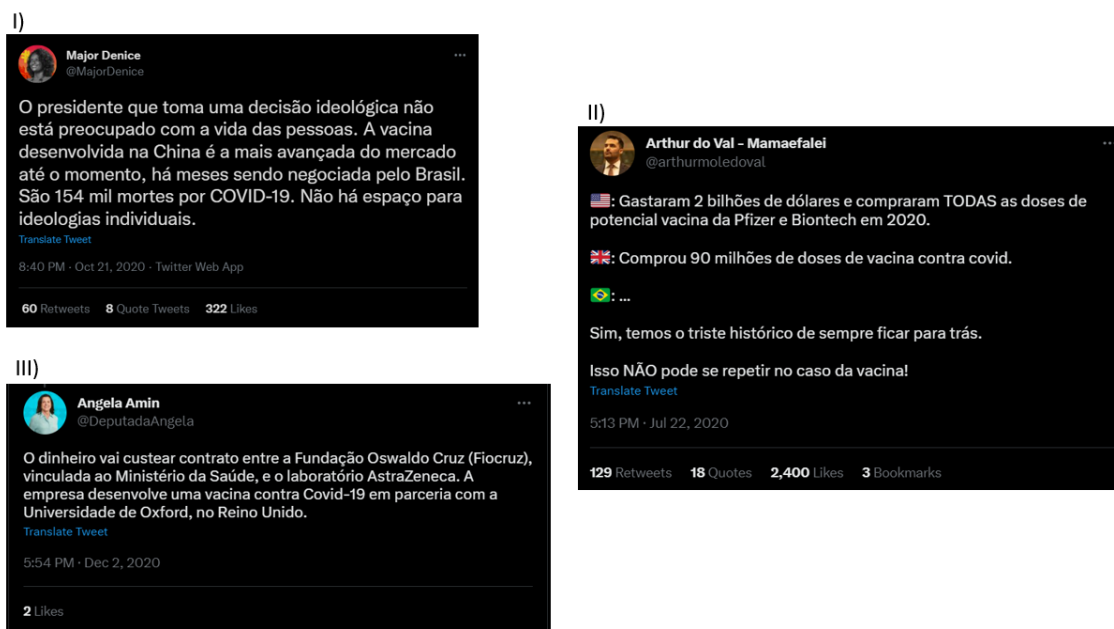 I)
Major Denice
@MajorDenice
O presidente que toma uma decisão ideológica não
está preocupado com a vida das pessoas. A vacina
desenvolvida na China é a mais avançada do mercado
até o momento, há meses sendo negociada pelo Brasil.
São 154 mil mortes por COVID-19. Não há espaço para
ideologias individuais.
Translate Tweet
8:40 PM · Oct 21, 2020 · Twitter Web App
60 Retweets 8 Quote Tweets 322 Likes
II)
Arthur do Val - Mamaefalei
@arthurmoledoval
🇺🇸: Gastaram 2 bilhões de dólares e compraram TODAS as doses de
potencial vacina da Pfizer e Biontech em 2020.
🇬🇧: Comprou 90 milhões de doses de vacina contra covid.
🇧🇷: ...
Sim, temos o triste histórico de sempre ficar para trás.
Isso NÃO pode se repetir no caso da vacina!
Translate Tweet
5:13 PM · Jul 22, 2020
129 Retweets 18 Quotes 2,400 Likes 3 Bookmarks
III)
Angela Amin
@DeputadaAngela
O dinheiro vai custear contrato entre a Fundação Oswaldo Cruz (Fiocruz),
vinculada ao Ministério da Saúde, e o laboratório AstraZeneca. A
empresa desenvolve uma vacina contra Covid-19 em parceria com a
Universidade de Oxford, no Reino Unido.
Translate Tweet
5:54 PM · Dec 2, 2020
2 Likes